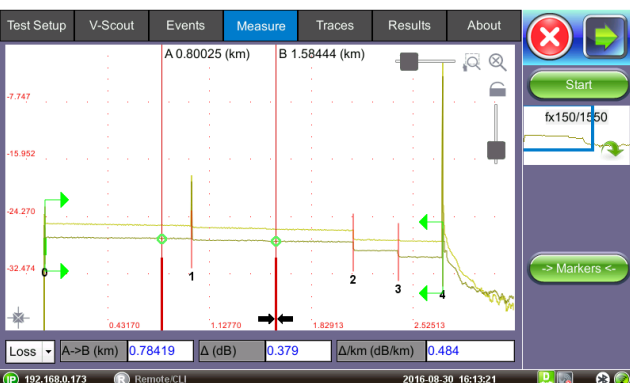 Test Setup V-Scout Events Measure Traces Results About
A 0.80025 (km) B 1.58444 (km)
Start
-7.747
fx150/1550
-15.952
-24.270
-32.474
0 1 2 3 4
-> Markers <-
0.43170 1.12770 1.82913 2.52513
Loss A->B (km) 0.78419 Δ (dB) 0.379 Δ/km (dB/km) 0.484
P 192.168.0.173 R Remote/CLI 2016-08-30 16:13:21